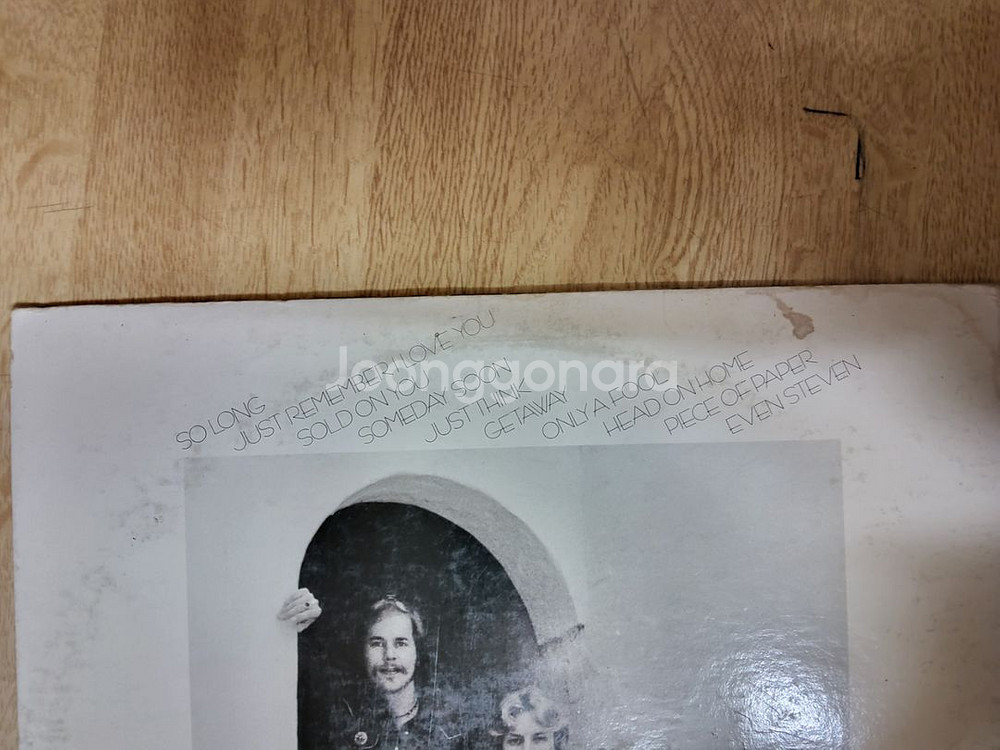 SO LONG
JUST REMEMBER I LOVE YOU
SOLD ON YOU
SOMEDAY SOON
JUST THINK
GETAWAY
ONLY A FOOL
HEAD ON HOME
PIECE OF PAPER
EVEN STEVEN
Joonggonara